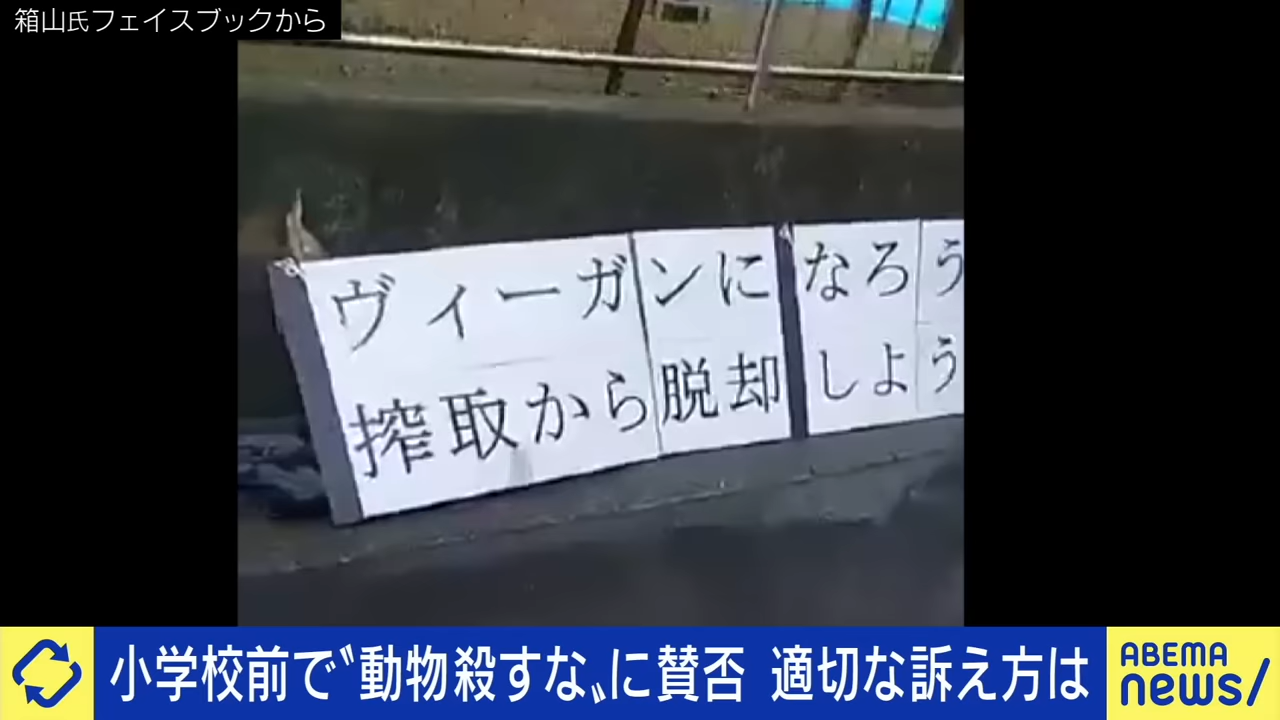 箱山氏フェイスブックから
ヴィーガンになろう
搾取から脱却しよう
小学校前で〝動物殺すな〟に賛否 適切な訴え方は
ABEMA
news/